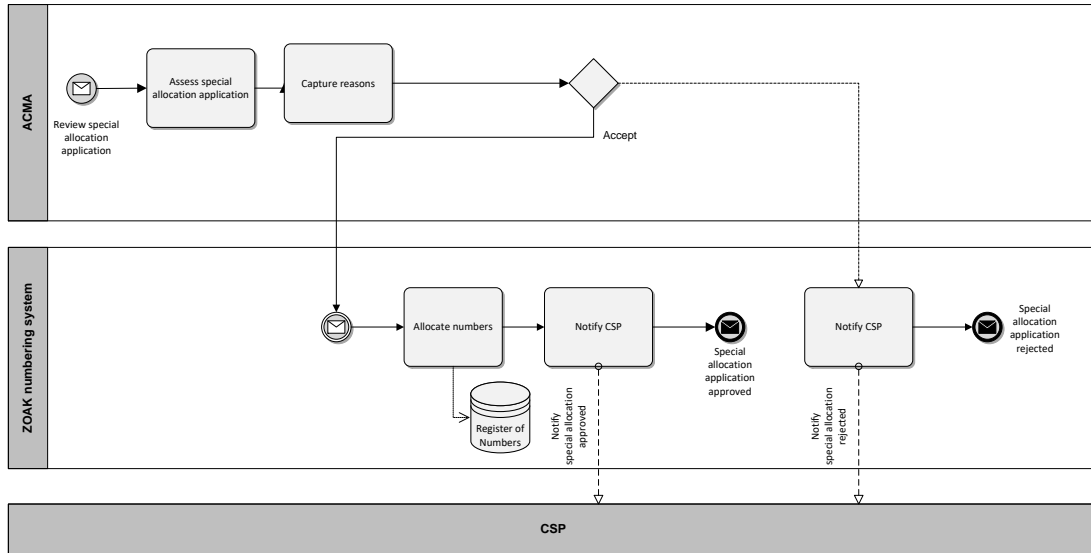 ACMA
Review special
allocation
application
Assess special
allocation application
Capture reasons
Accept
ZOAK numbering system
Allocate numbers
Register of
Numbers
Notify CSP
Notify
special allocation
approved
Special
allocation
application
approved
Notify CSP
Notify
special allocation
rejected
Special
allocation
application
rejected
CSP